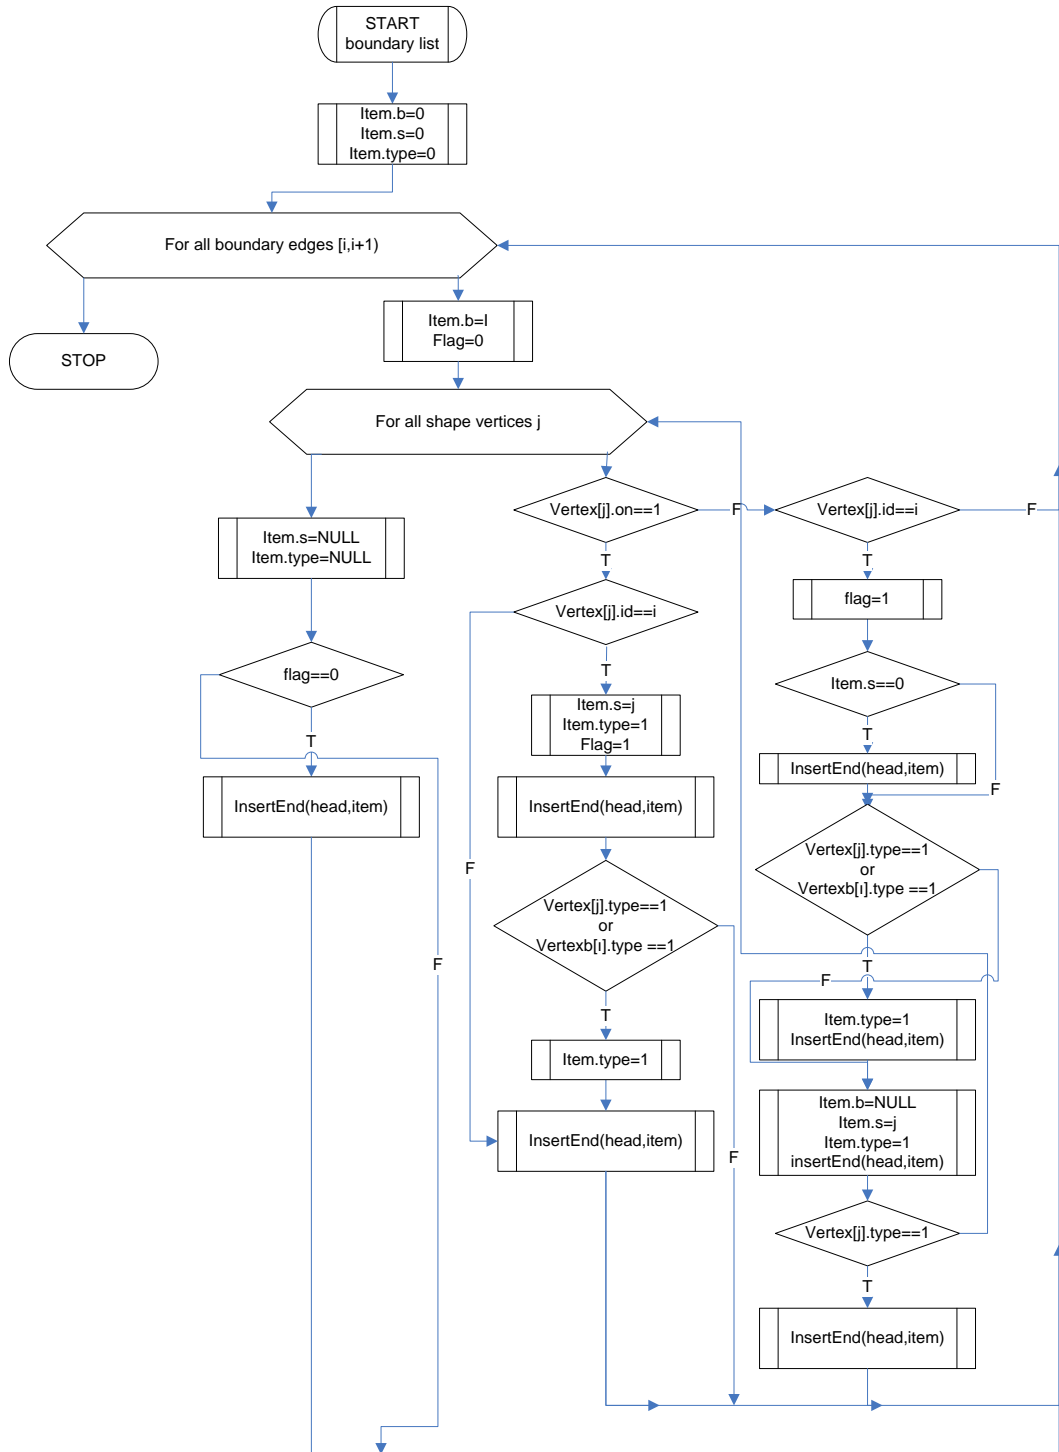 START
boundary list
Item.b=0
Item.s=0
Item.type=0
For all boundary edges [i,i+1)
Item.b=I
Flag=0
STOP
For all shape vertices j
Vertex[j].on==1
F
Vertex[j].id==i
F
Item.s=NULL
Item.type=NULL
T
T
Vertex[j].id==i
flag=1
flag==0
T
Item.s==0
Item.s=j
Item.type=1
Flag=1
T
T
InsertEnd(head,item)
F
InsertEnd(head,item)
InsertEnd(head,item)
Vertex[j].type==1
or
Vertexb[ı].type ==1
F
Vertex[j].type==1
or
Vertexb[ı].type ==1
F
T
F
T
Item.type=1
InsertEnd(head,item)
Item.type=1
Item.b=NULL
Item.s=j
Item.type=1
insertEnd(head,item)
InsertEnd(head,item)
F
Vertex[j].type==1
T
InsertEnd(head,item)